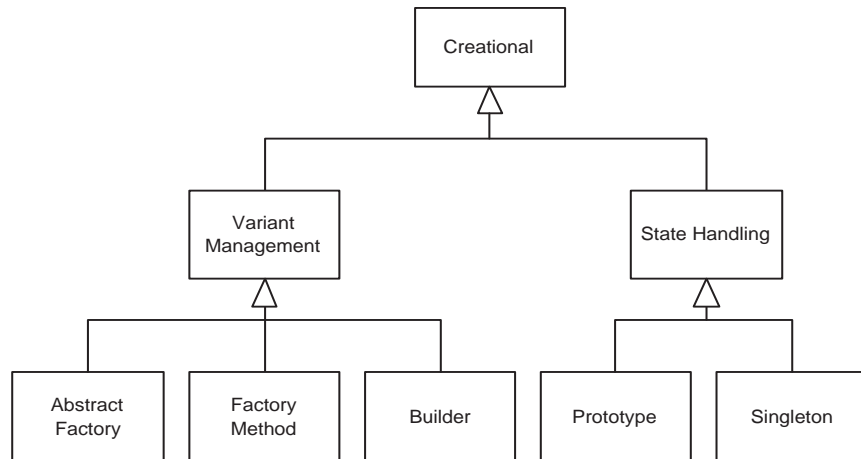 Creational
Variant
Management
State Handling
Abstract
Factory
Factory
Method
Builder
Prototype
Singleton